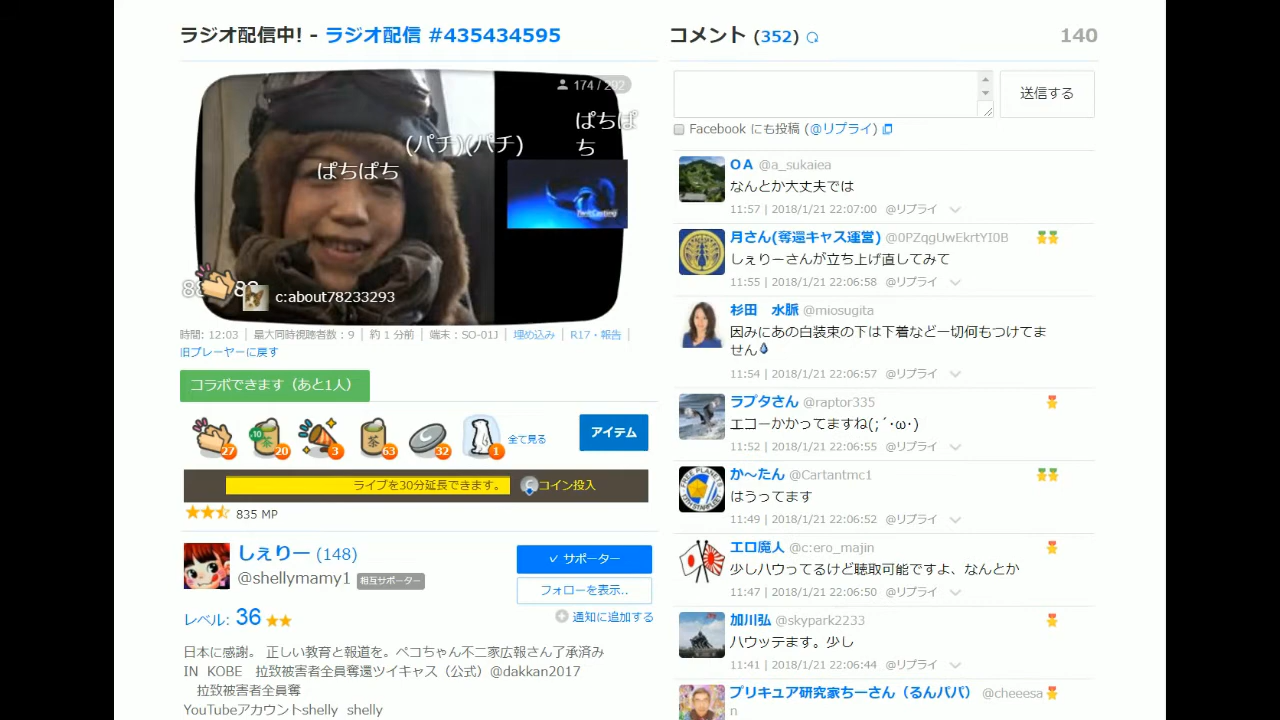 ラジオ配信中! - ラジオ配信 #435434595
174 / 292
ぱちぱち
(パチ)(パチ)
ぱちぱち
c:about78233293
時間: 12:03 | 最大同時視聴者数 : 9 | 約 1 分前 | 端末 : SO-01J | 埋め込み | R17・報告 |
旧プレーヤーに戻す
コラボできます（あと1人）
27
+10
20
3
茶
63
32
1
全て見る
アイテム
ライブを30分延長できます。
コイン投入
835 MP
しぇりー (148)
@shellymamy1 相互サポーター
✓ サポーター
フォローを表示..
通知に追加する
レベル: 36
日本に感謝。 正しい教育と報道を。ペコちゃん不二家広報さん了承済み
IN KOBE 拉致被害者全員奪還ツイキャス（公式）@dakkan2017
拉致被害者全員奪
YouTubeアカウントshelly shelly
コメント (352)
140
送信する
Facebook にも投稿 (@リプライ)
O A @a_sukaiea
なんとか大丈夫では
11:57 | 2018/1/21 22:07:00 @リプライ
月さん(奪還キャス運営) @0PZqgUwEkrtYI0B
しぇりーさんが立ち上げ直してみて
11:55 | 2018/1/21 22:06:58 @リプライ
杉田 水脈 @miosugita
因みにあの白装束の下は下着など一切何もつけてま
せん
11:54 | 2018/1/21 22:06:57 @リプライ
ラプタさん @raptor335
エコーかかってますね(;´･ω･)
11:52 | 2018/1/21 22:06:55 @リプライ
か〜たん @Cartantmc1
はうってます
11:49 | 2018/1/21 22:06:52 @リプライ
エロ魔人 @c:ero_majin
少しハウってるけど聴取可能ですよ、なんとか
11:47 | 2018/1/21 22:06:50 @リプライ
加川弘 @skypark2233
ハウッテます。少し
11:41 | 2018/1/21 22:06:44 @リプライ
プリキュア研究家ちーさん（るんパパ） @cheeesa
n